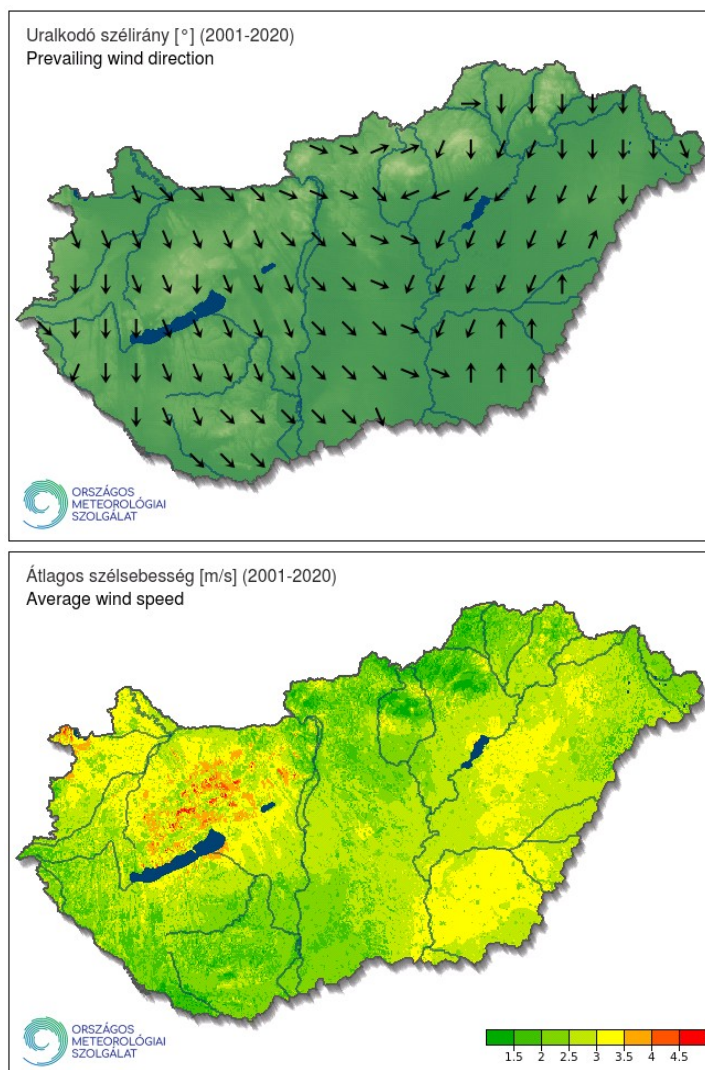 Uralkodó szélirány [°] (2001-2020)
Prevailing wind direction
ORSZÁGOS
METEOROLÓGIAI
SZOLGÁLAT
Átlagos szélsebesség [m/s] (2001-2020)
Average wind speed
ORSZÁGOS
METEOROLÓGIAI
SZOLGÁLAT
1.5 2 2.5 3 3.5 4 4.5